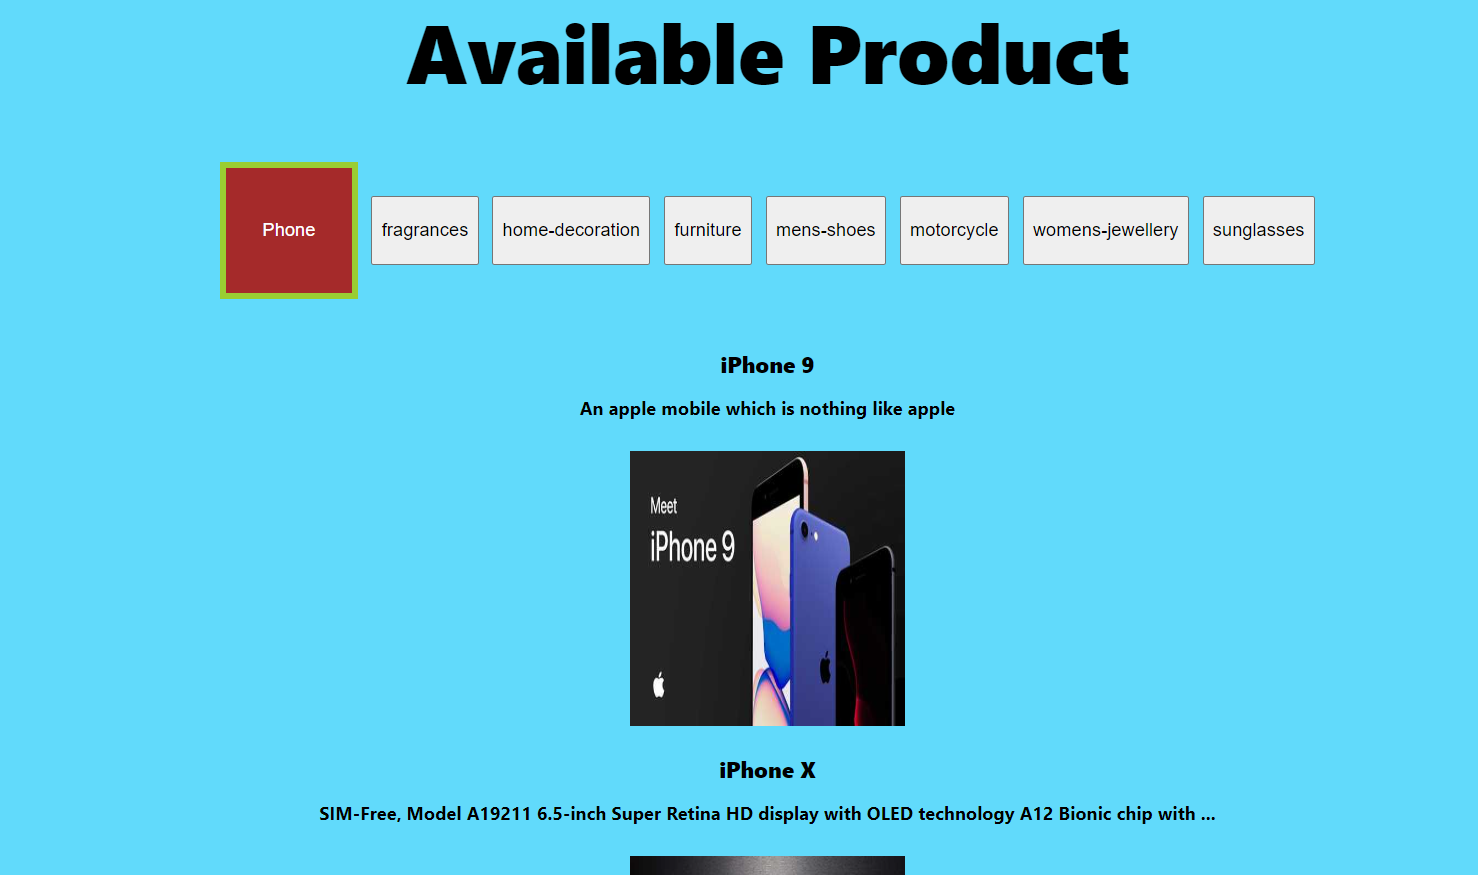 Available Product
Phone fragrances home-decoration furniture mens-shoes motorcycle womens-jewellery sunglasses
iPhone 9
An apple mobile which is nothing like apple
Meet
iPhone 9
iPhone X
SIM-Free, Model A19211 6.5-inch Super Retina HD display with OLED technology A12 Bionic chip with ...